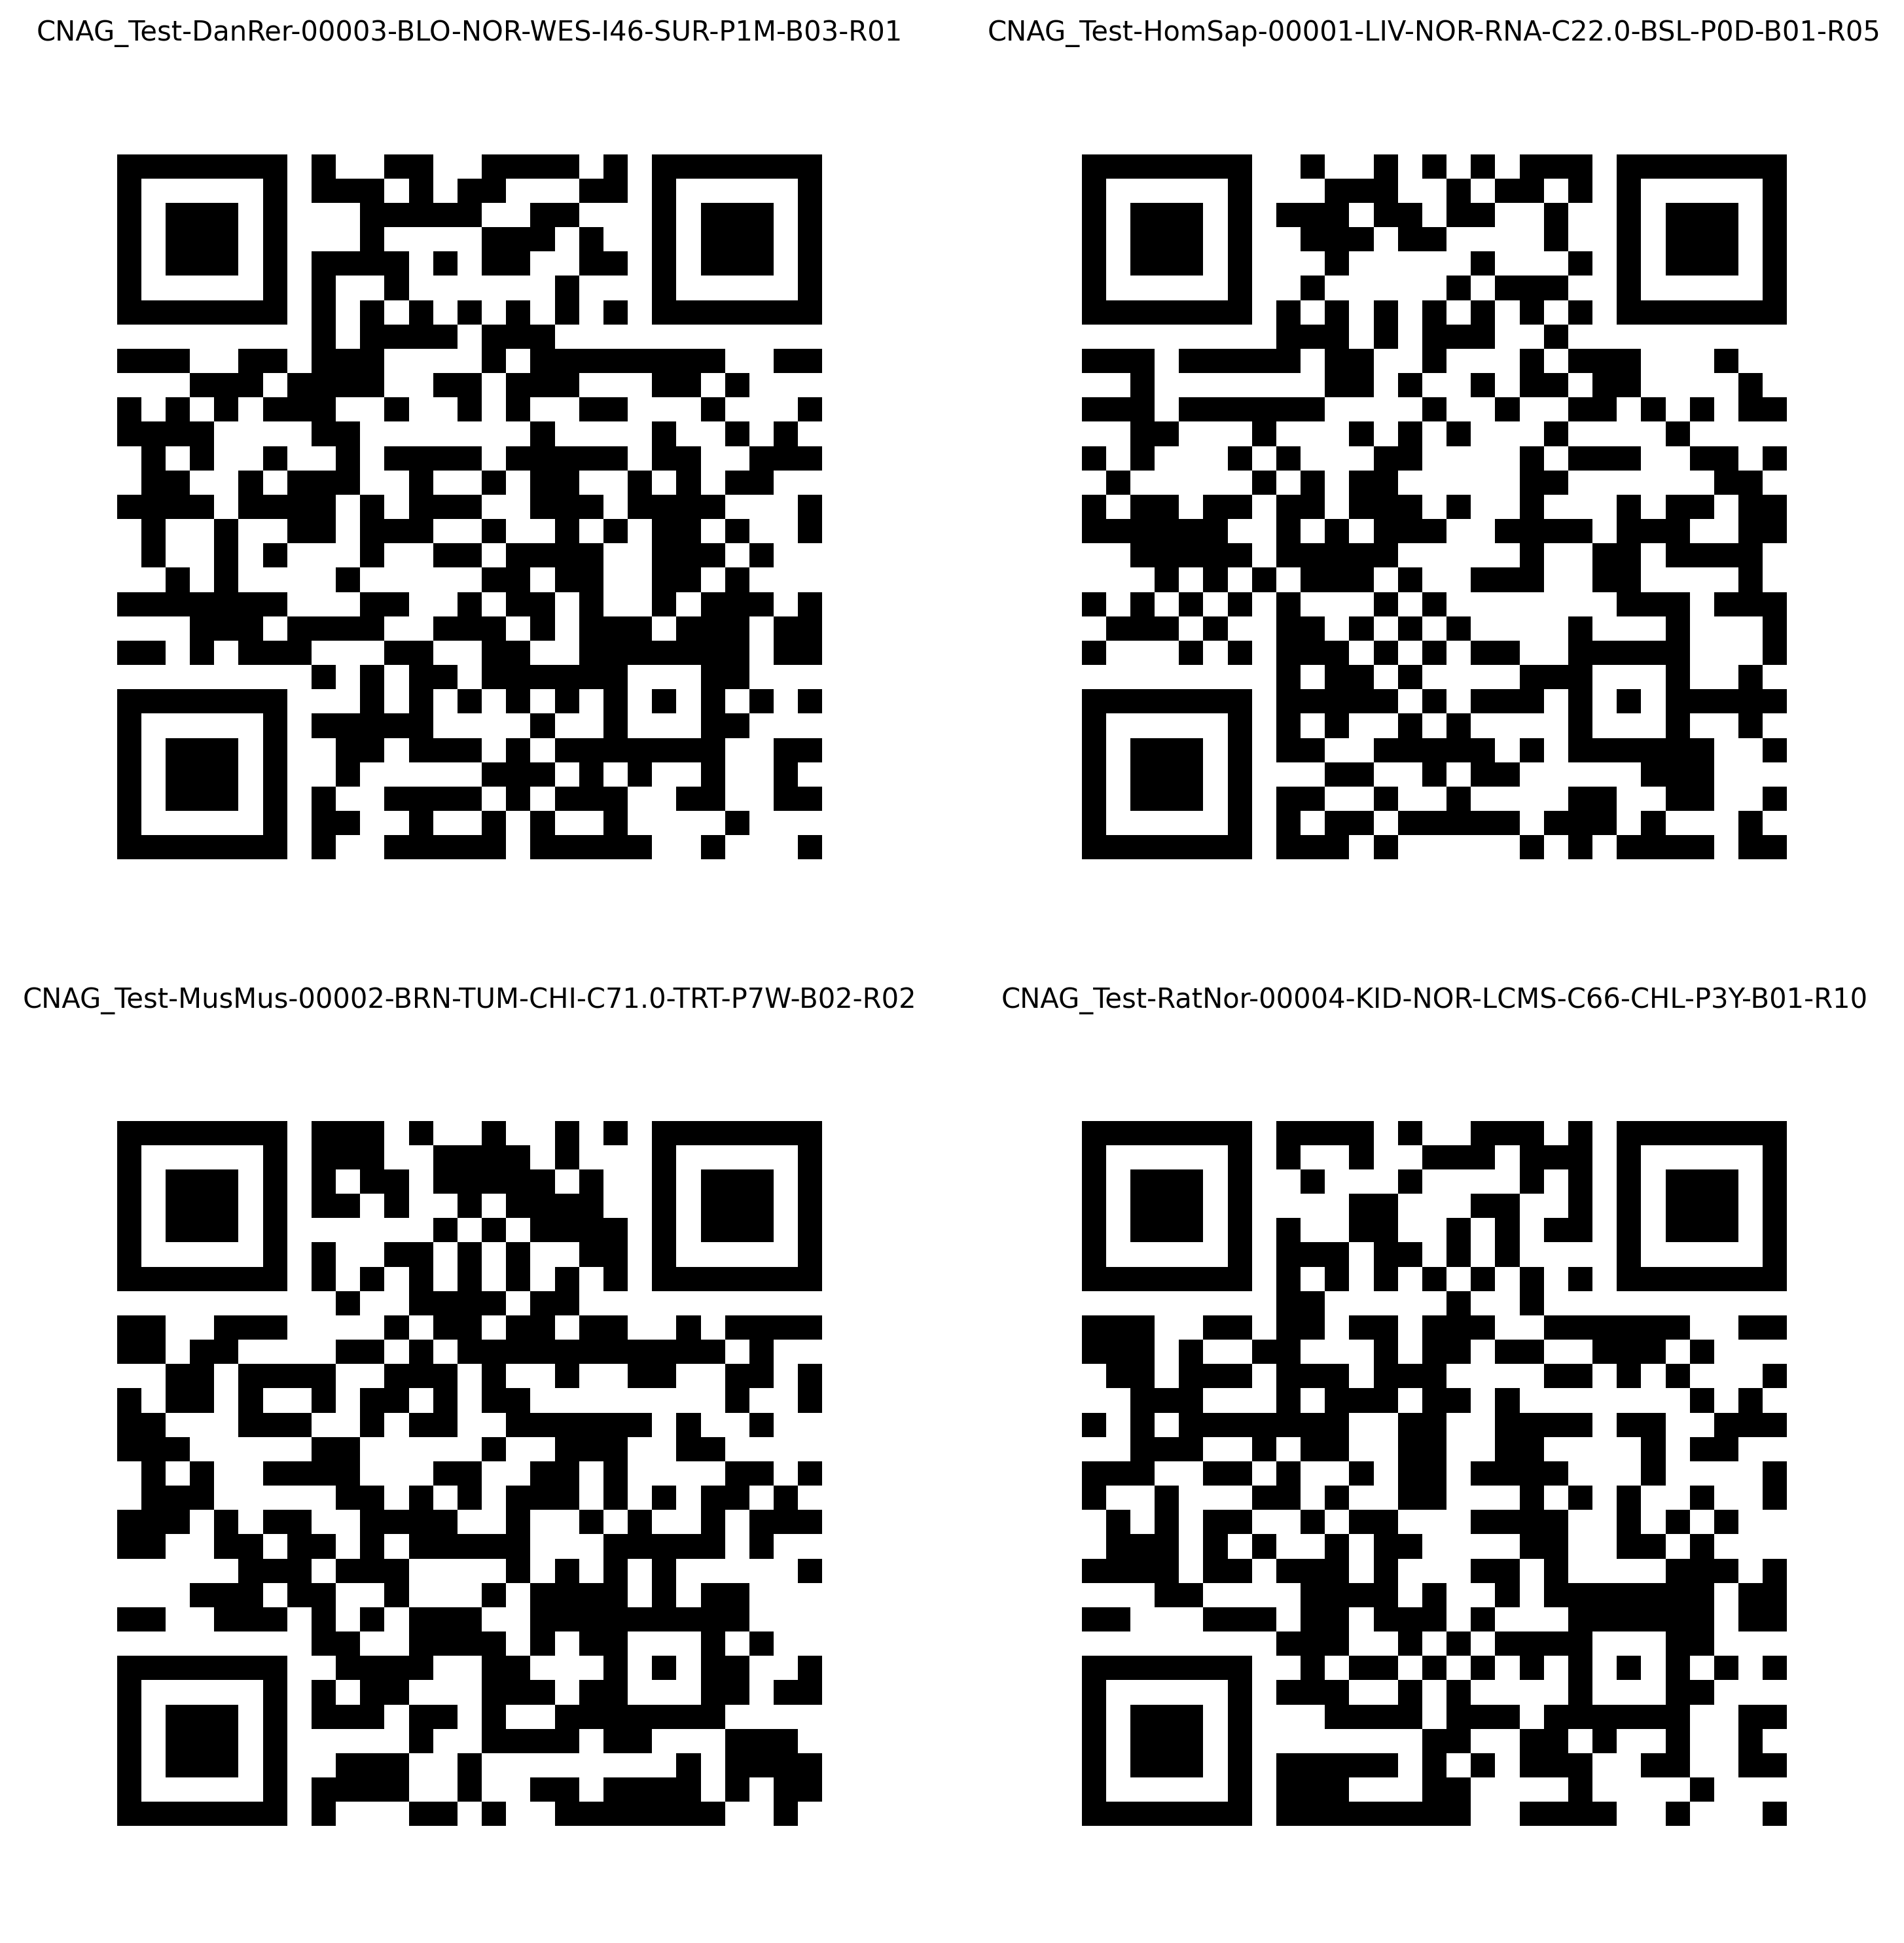 CNAG_Test-DanRer-00003-BLO-NOR-WES-I46-SUR-P1M-B03-R01
CNAG_Test-HomSap-00001-LIV-NOR-RNA-C22.0-BSL-P0D-B01-R05
CNAG_Test-MusMus-00002-BRN-TUM-CHI-C71.0-TRT-P7W-B02-R02
CNAG_Test-RatNor-00004-KID-NOR-LCMS-C66-CHL-P3Y-B01-R10